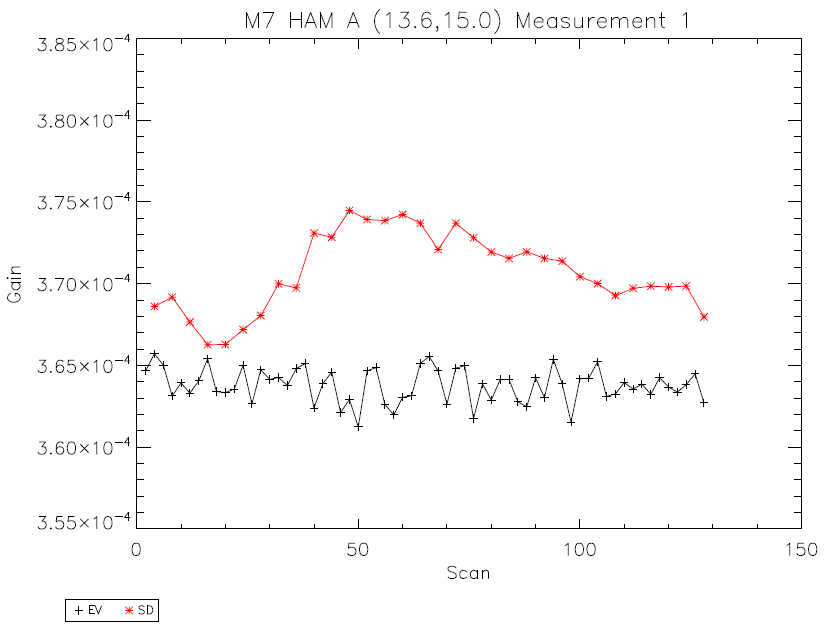 M7 HAM A (13.6,15.0) Measurement 1
3.85×10⁻⁴
3.80×10⁻⁴
3.75×10⁻⁴
3.70×10⁻⁴
3.65×10⁻⁴
3.60×10⁻⁴
3.55×10⁻⁴
Gain
0 50 100 150
Scan
EV SD